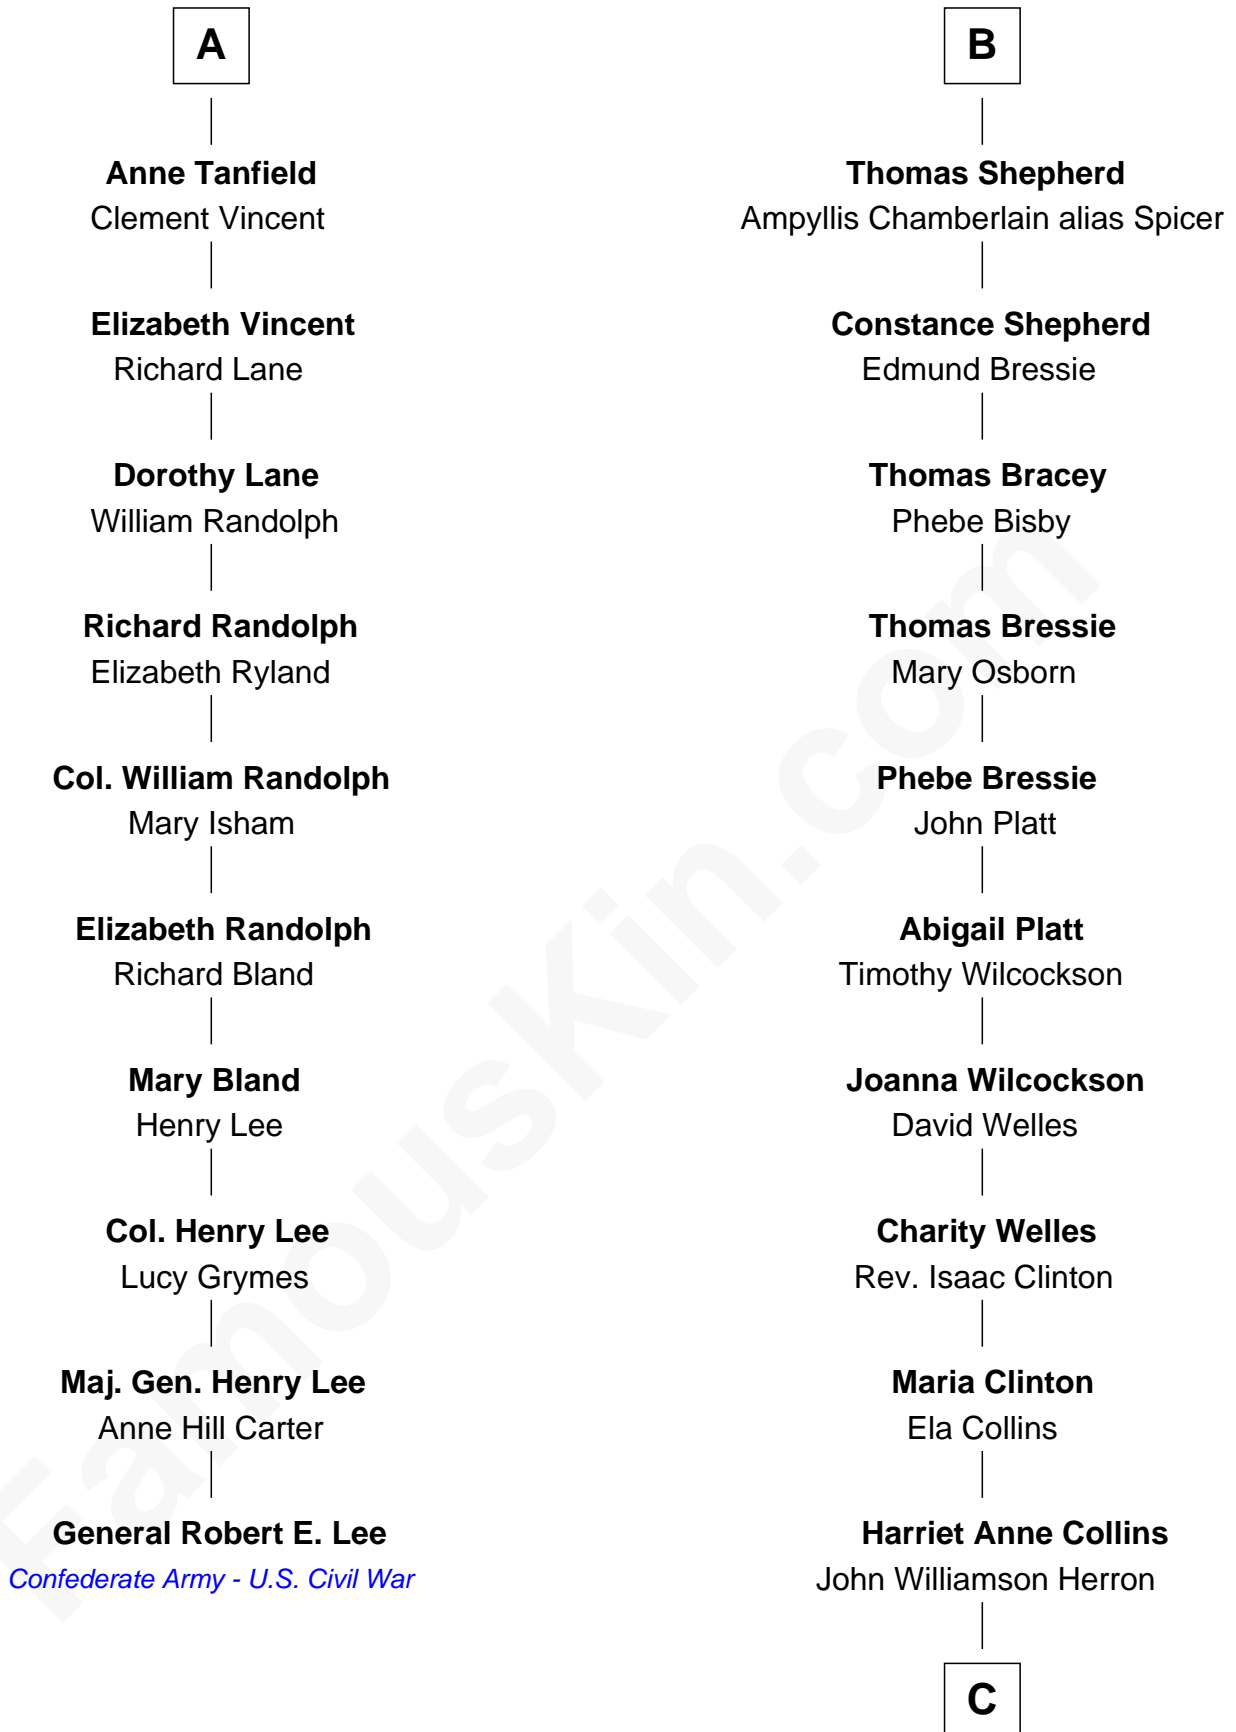 A
Anne Tanfield
Clement Vincent
Elizabeth Vincent
Richard Lane
Dorothy Lane
William Randolph
Richard Randolph
Elizabeth Ryland
Col. William Randolph
Mary Isham
Elizabeth Randolph
Richard Bland
Mary Bland
Henry Lee
Col. Henry Lee
Lucy Grymes
Maj. Gen. Henry Lee
Anne Hill Carter
General Robert E. Lee
Confederate Army - U.S. Civil War
B
Thomas Shepherd
Ampyllis Chamberlain alias Spicer
Constance Shepherd
Edmund Bressie
Thomas Bracey
Phebe Bisby
Thomas Bressie
Mary Osborn
Phebe Bressie
John Platt
Abigail Platt
Timothy Wilcockson
Joanna Wilcockson
David Welles
Charity Welles
Rev. Isaac Clinton
Maria Clinton
Ela Collins
Harriet Anne Collins
John Williamson Herron
C
FamousKin.com